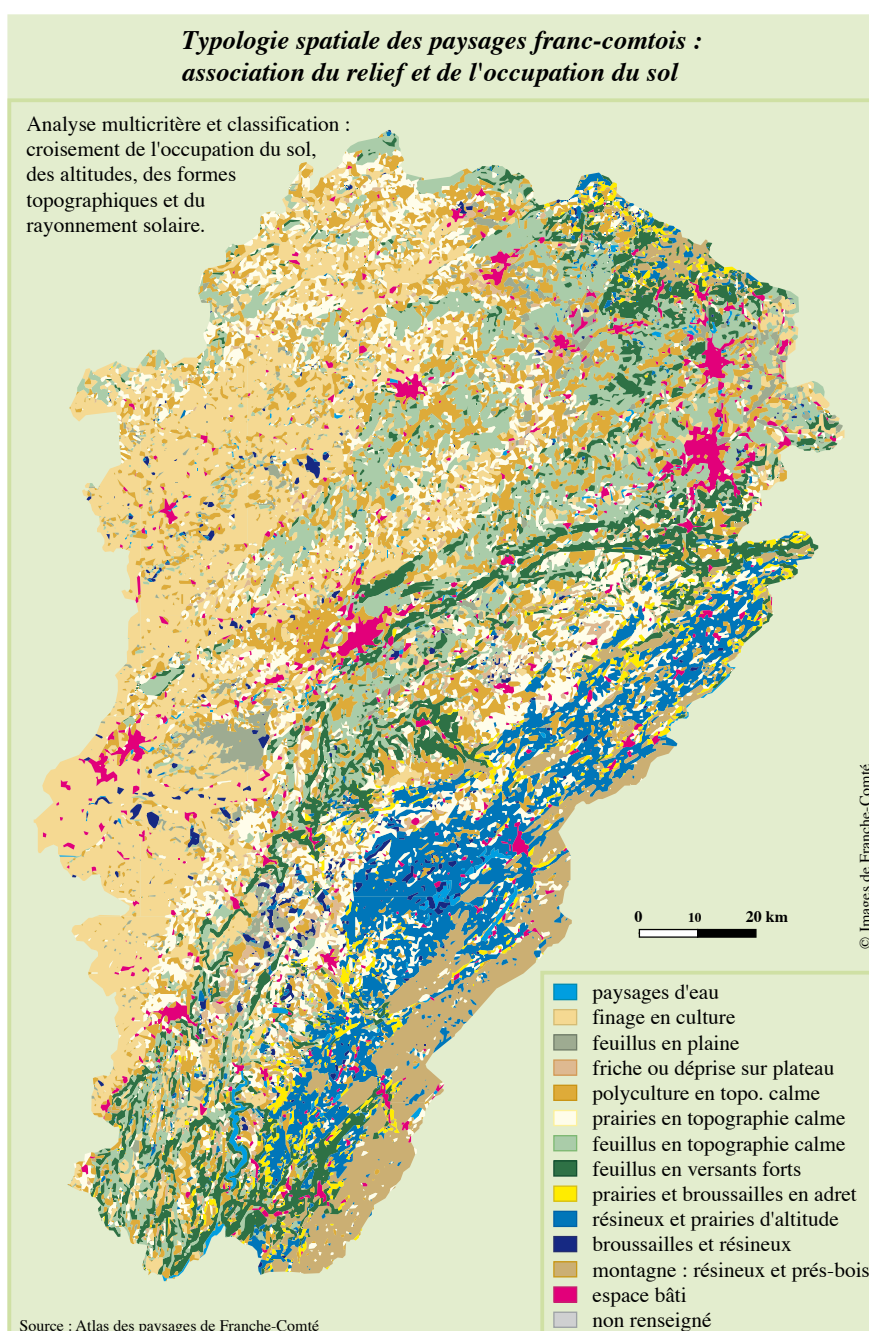 Typologie spatiale des paysages franc-comtois :
association du relief et de l'occupation du sol
Analyse multicritère et classification :
croisement de l'occupation du sol,
des altitudes, des formes
topographiques et du
rayonnement solaire.
© Images de Franche-Comté
0 10 20 km
paysages d'eau
finage en culture
feuillus en plaine
friche ou déprise sur plateau
polyculture en topo. calme
prairies en topographie calme
feuillus en topographie calme
feuillus en versants forts
prairies et broussailles en adret
résineux et prairies d'altitude
broussailles et résineux
montagne : résineux et prés-bois
espace bâti
non renseigné
Source : Atlas des paysages de Franche-Comté